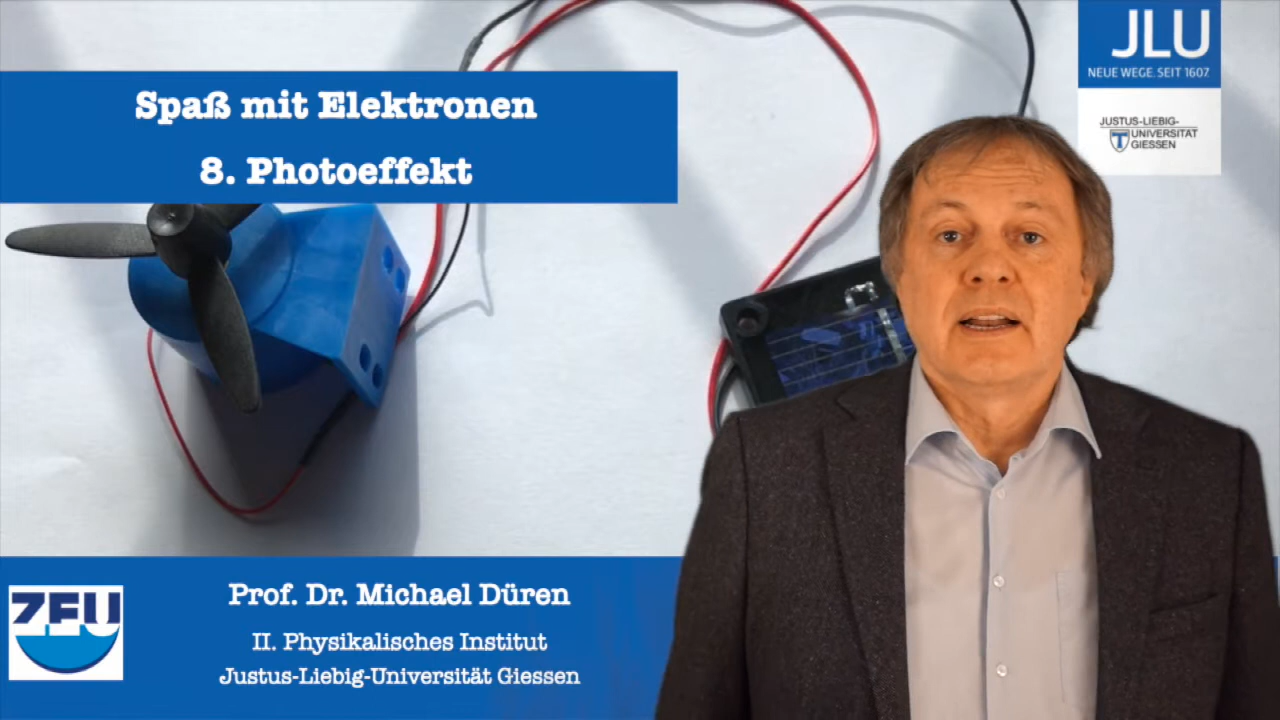 Spaß mit Elektronen
8. Photoeffekt
JLU
NEUE WEGE. SEIT 1607.
JUSTUS-LIEBIG-
UNIVERSITÄT
GIESSEN
ZFU
Prof. Dr. Michael Düren
II. Physikalisches Institut
Justus-Liebig-Universität Giessen